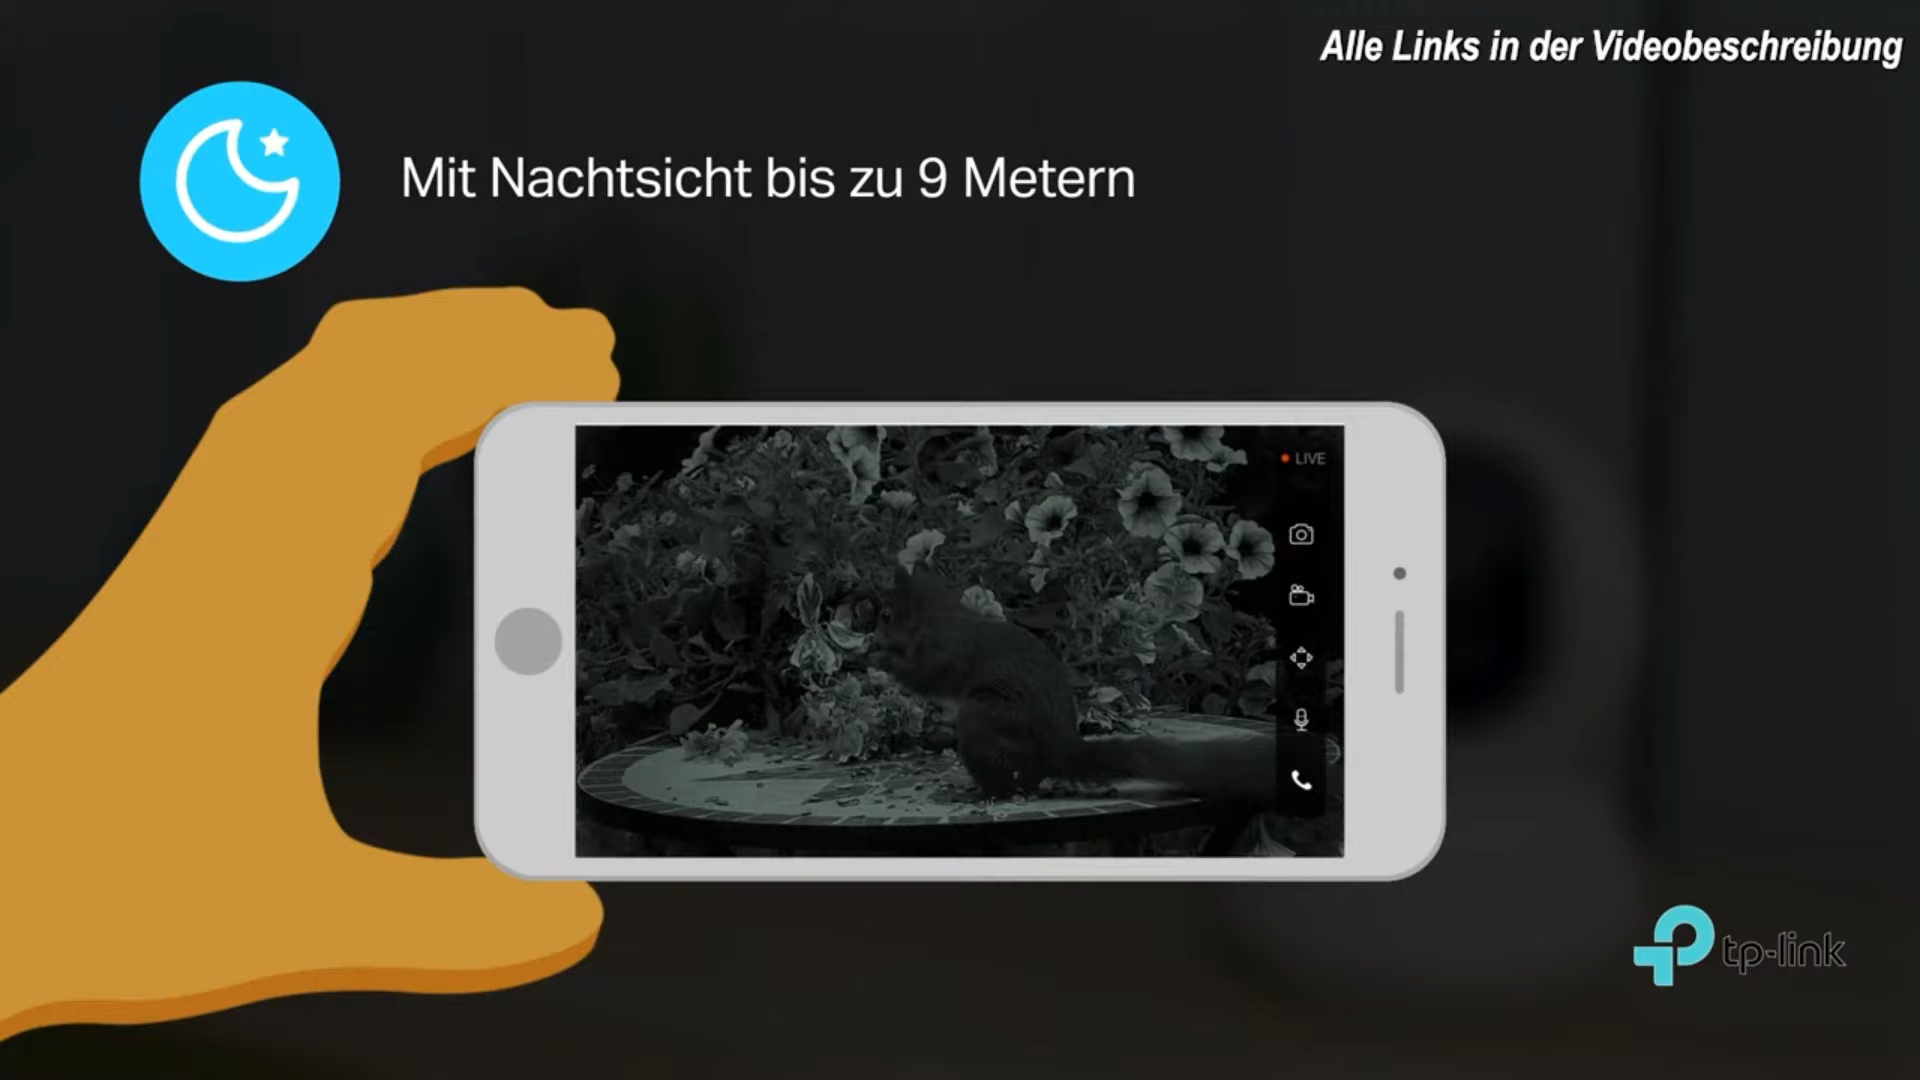 Alle Links in der Videobeschreibung
Mit Nachtsicht bis zu 9 Metern
LIVE
tp-link